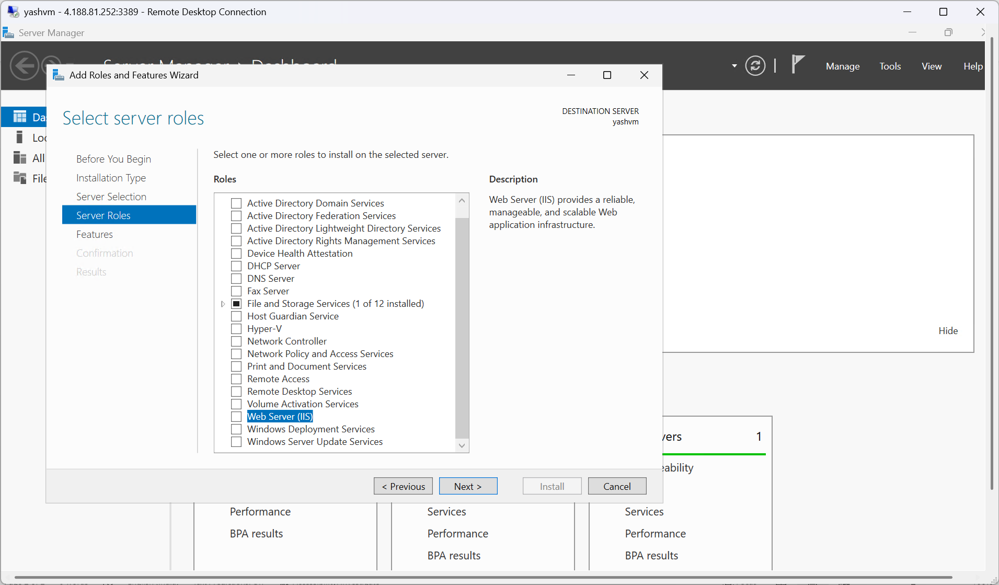 yashvm - 4.188.81.252:3389 - Remote Desktop Connection
Server Manager
Server Manager Dashboard
Manage Tools View Help
Add Roles and Features Wizard
Select server roles
DESTINATION SERVER
yashvm
Das
Loc
All
File
Before You Begin
Installation Type
Server Selection
Server Roles
Features
Confirmation
Results
Select one or more roles to install on the selected server.
Roles
Active Directory Domain Services
Active Directory Federation Services
Active Directory Lightweight Directory Services
Active Directory Rights Management Services
Device Health Attestation
DHCP Server
DNS Server
Fax Server
File and Storage Services (1 of 12 installed)
Host Guardian Service
Hyper-V
Network Controller
Network Policy and Access Services
Print and Document Services
Remote Access
Remote Desktop Services
Volume Activation Services
Web Server (IIS)
Windows Deployment Services
Windows Server Update Services
Description
Web Server (IIS) provides a reliable,
manageable, and scalable Web
application infrastructure.
Hide
< Previous
Next >
Install
Cancel
vers 1
eability
Performance
BPA results
Services
Performance
BPA results
Services
Performance
BPA results